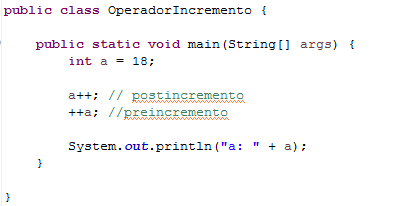 public class OperadorIncremento {
public static void main(String[] args) {
int a = 18;
a++; // postincremento
++a; //preincremento
System.out.println("a: " + a);
}
}